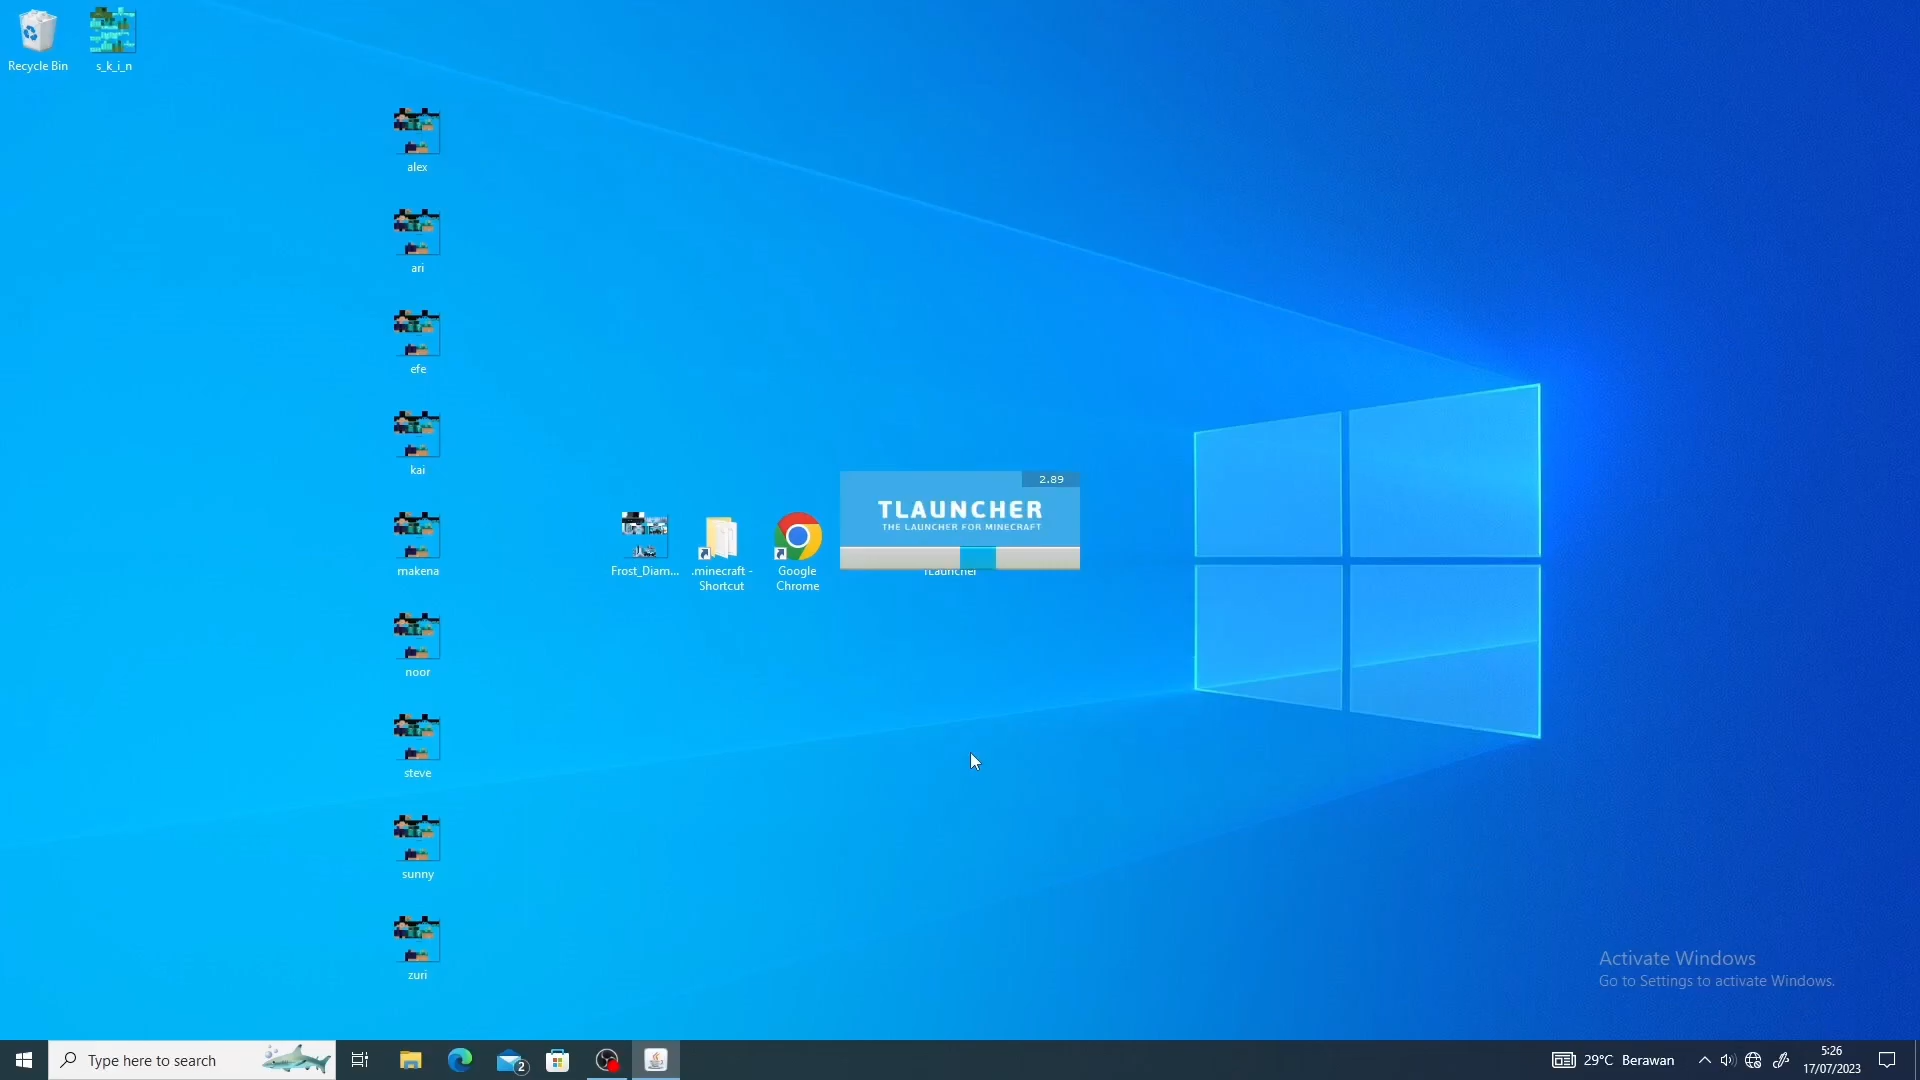 Recycle Bin
s_k_i_n
alex
ari
efe
kai
makena
noor
steve
sunny
zuri
Frost_Diam...
.minecraft -
Shortcut
Google
Chrome
2.89
TLAUNCHER
THE LAUNCHER FOR MINECRAFT
TLauncher
Activate Windows
Go to Settings to activate Windows.
Type here to search
2
29°C Berawan
5:26
17/07/2023